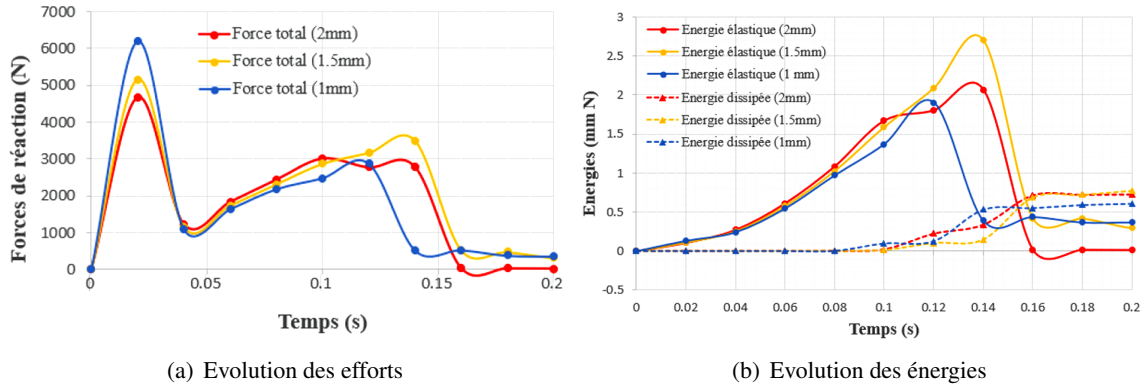 7000
6000
5000
4000
3000
2000
1000
0
Forces de réaction (N)
Force total (2mm)
Force total (1.5mm)
Force total (1mm)
0
0.05
0.1
0.15
0.2
Temps (s)
(a) Evolution des efforts
3
2.5
2
1.5
1
0.5
0
-0.5
Energies (mm N)
Energie élastique (2mm)
Energie élastique (1.5mm)
Energie élastique (1 mm)
Energie dissipée (2mm)
Energie dissipée (1.5mm)
Energie dissipée (1mm)
0
0.02
0.04
0.06
0.08
0.1
0.12
0.14
0.16
0.18
0.2
Temps (s)
(b) Evolution des énergies